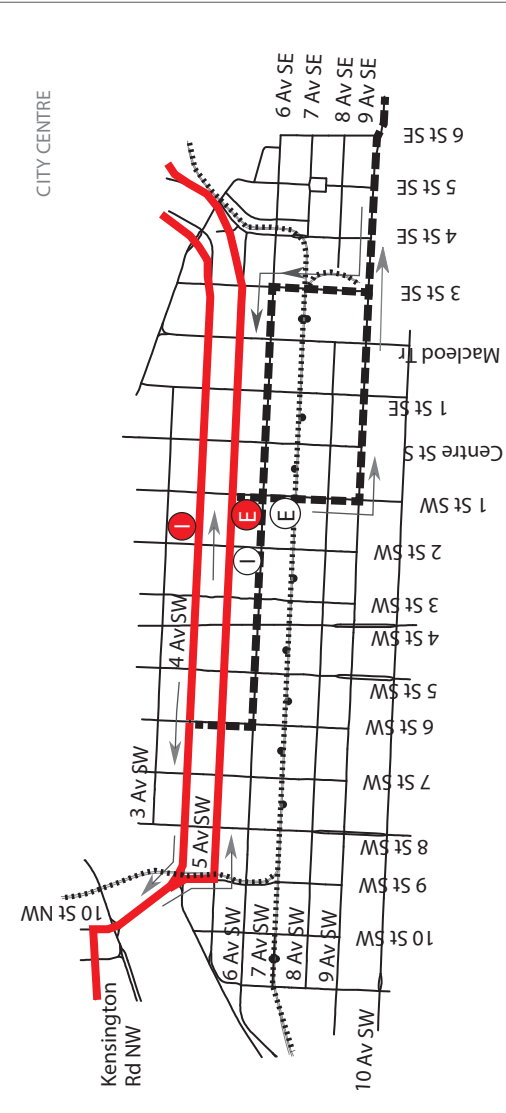 CITY CENTRE
6 Av SE
7 Av SE
8 Av SE
9 Av SE
6 St SE
5 St SE
4 St SE
3 St SE
Macleod Tr
1 St SE
Centre St S
1 St SW
2 St SW
3 St SW
4 St SW
5 St SW
6 St SW
7 St SW
8 St SW
9 St SW
10 St SW
I
E
I
E
4 Av SW
3 Av SW
5 Av SW
10 St NW
6 Av SW
7 Av SW
8 Av SW
9 Av SW
10 Av SW
Kensington
Rd NW